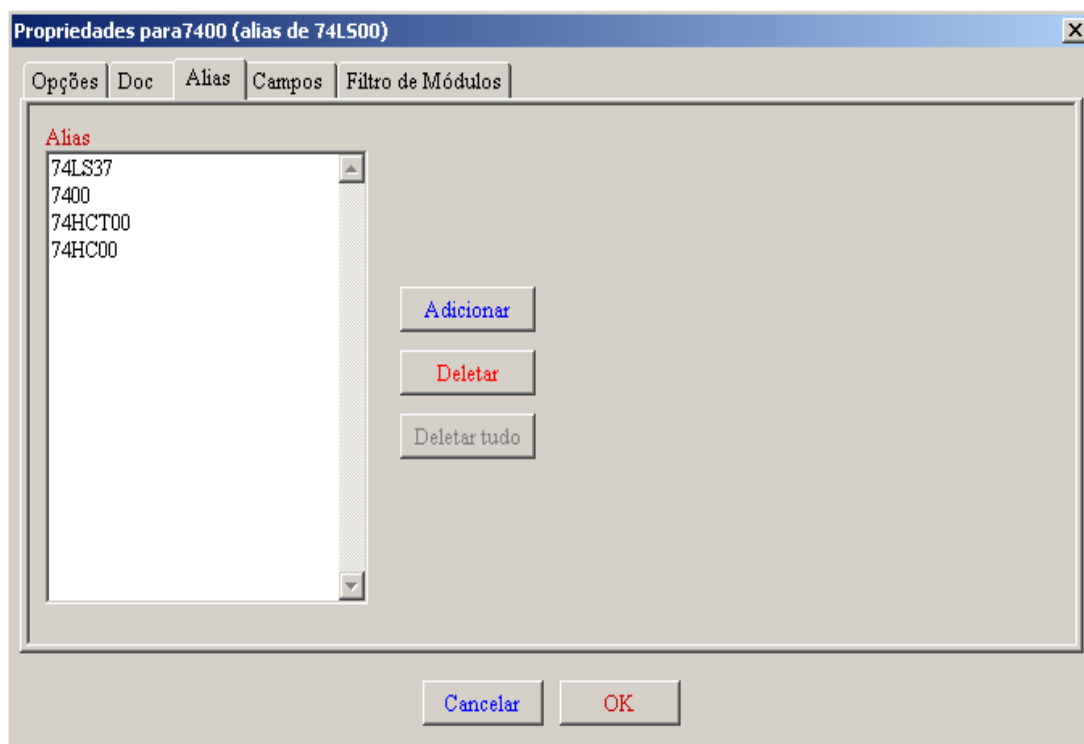 Propriedades para7400 (alias de 74LS00)
Opções Doc Alias Campos Filtro de Módulos
Alias
74LS37
7400
74HCT00
74HC00
Adicionar
Deletar
Deletar tudo
Cancelar OK